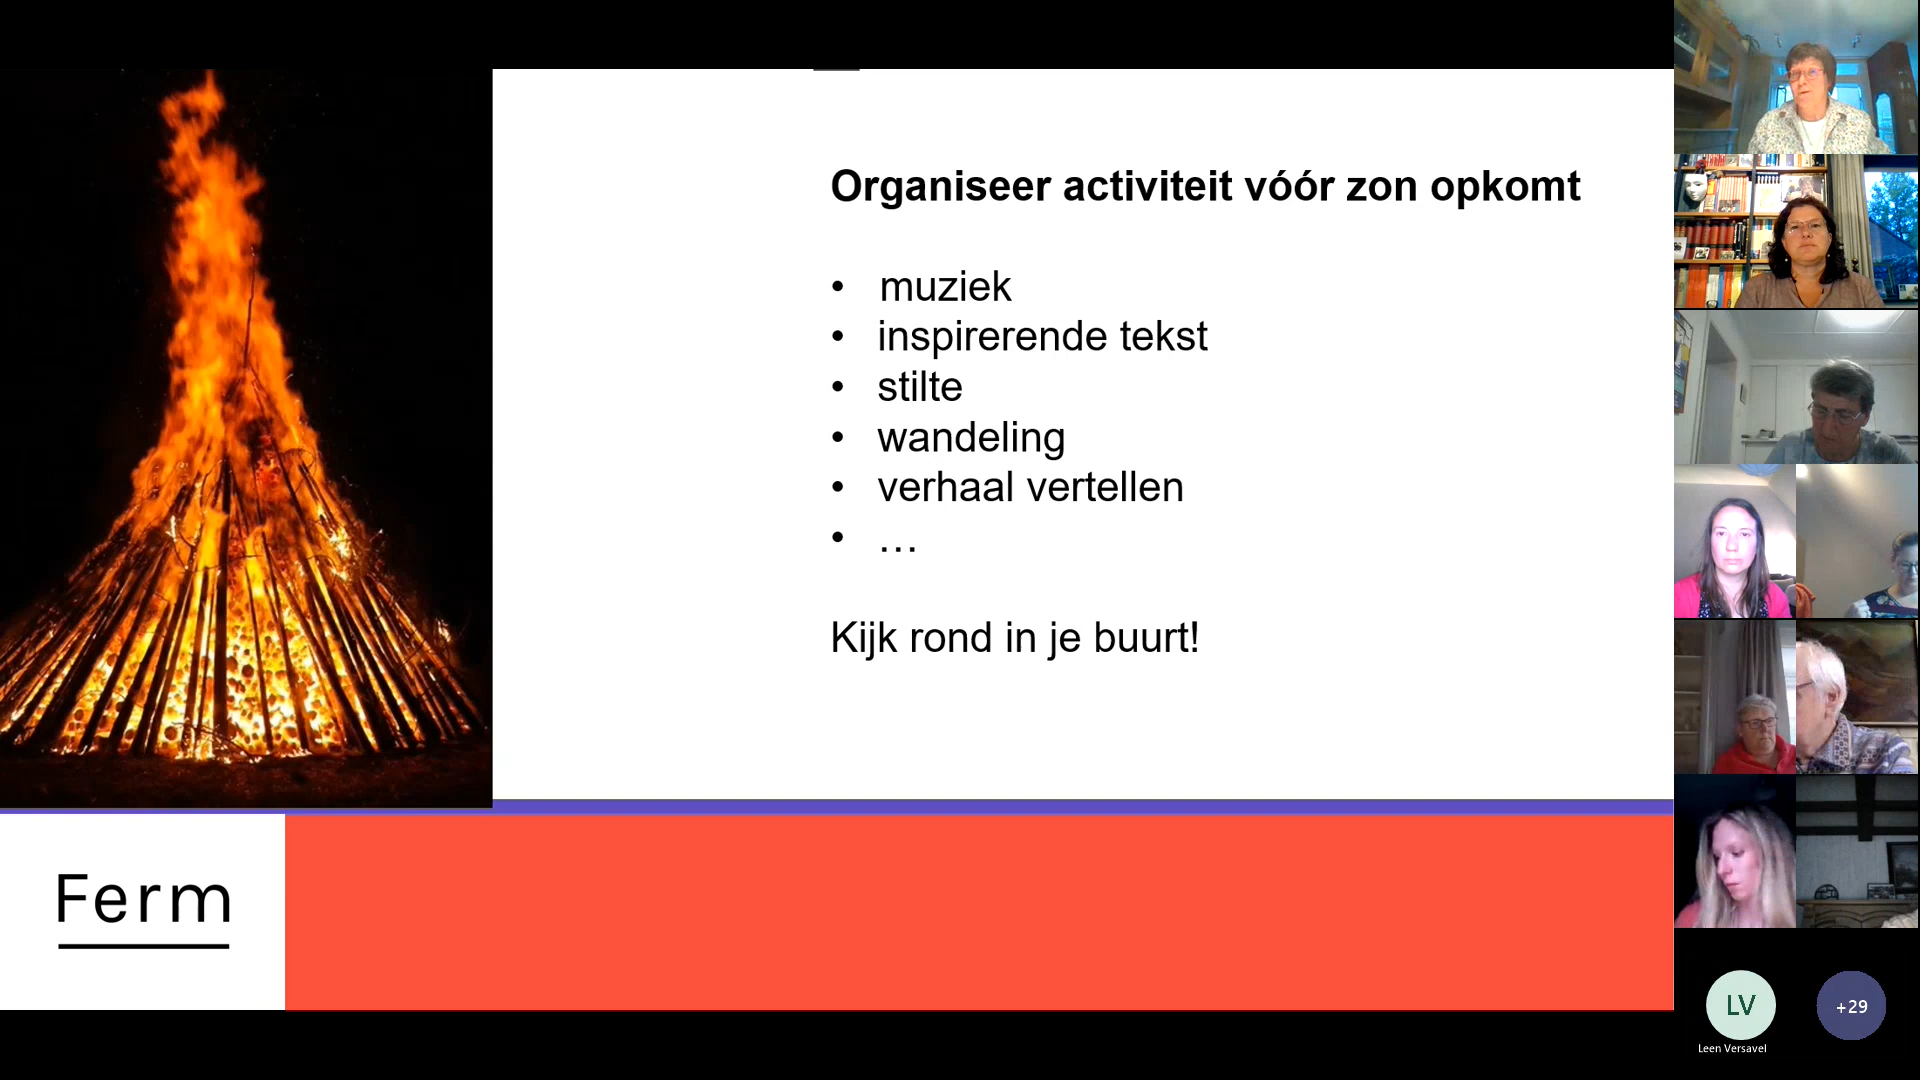 Organiseer activiteit vóór zon opkomt
• muziek
• inspirerende tekst
• stilte
• wandeling
• verhaal vertellen
• …
Kijk rond in je buurt!
Ferm
LV
+29
Leen Versavel